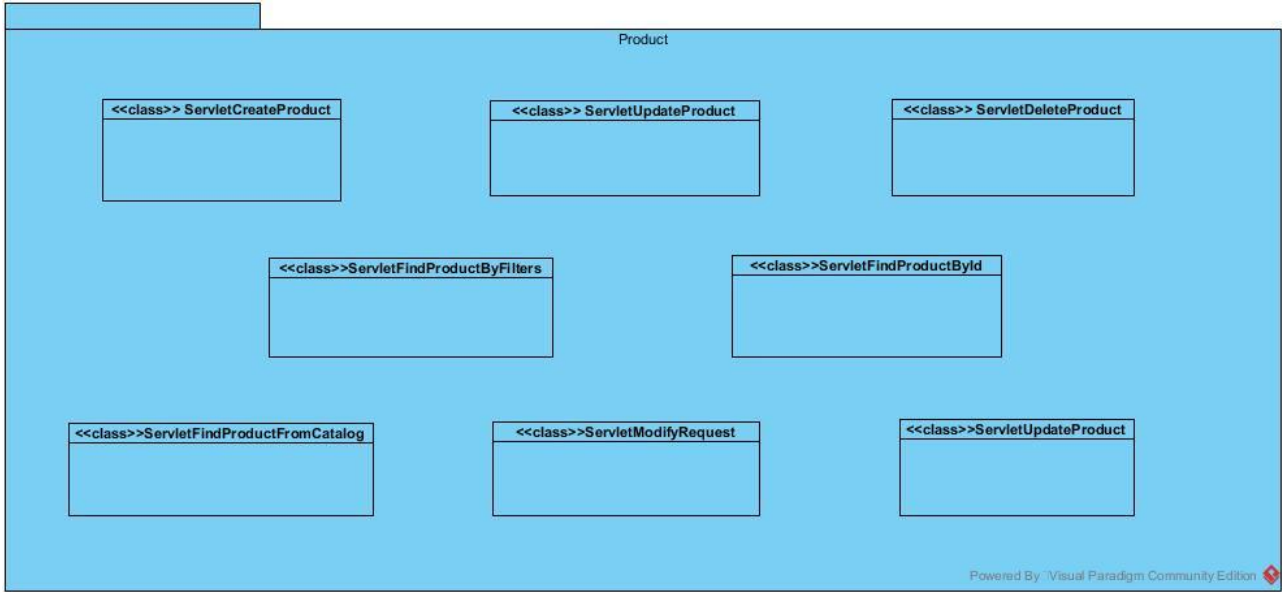 Product
<<class>> ServletCreateProduct
<<class>> ServletUpdateProduct
<<class>> ServletDeleteProduct
<<class>>ServletFindProductByFilters
<<class>>ServletFindProductById
<<class>>ServletFindProductFromCatalog
<<class>>ServletModifyRequest
<<class>>ServletUpdateProduct
Powered By Visual Paradigm Community Edition